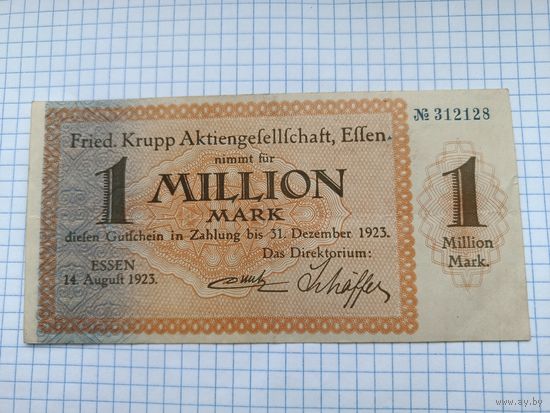 № 312128
Fried. Krupp Aktiengesellschaft, Essen
nimmt für
1 MILLION
MARK
diesen Gutschein in Zahlung bis 31. Dezember 1923.
ESSEN
14. August 1923.
Das Direktorium:
Schäffer
1
Million
Mark.
www.ay.by